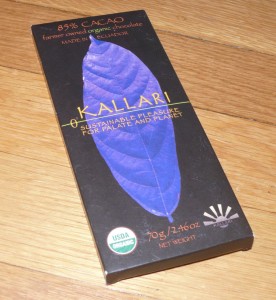 85% CACAO
farmer owned organic chocolate
MADE IN ECUADOR
KALLARI
SUSTAINABLE PLEASURE
FOR PALATE AND PLANET
USDA
ORGANIC
70g/2.46oz
NET WEIGHT